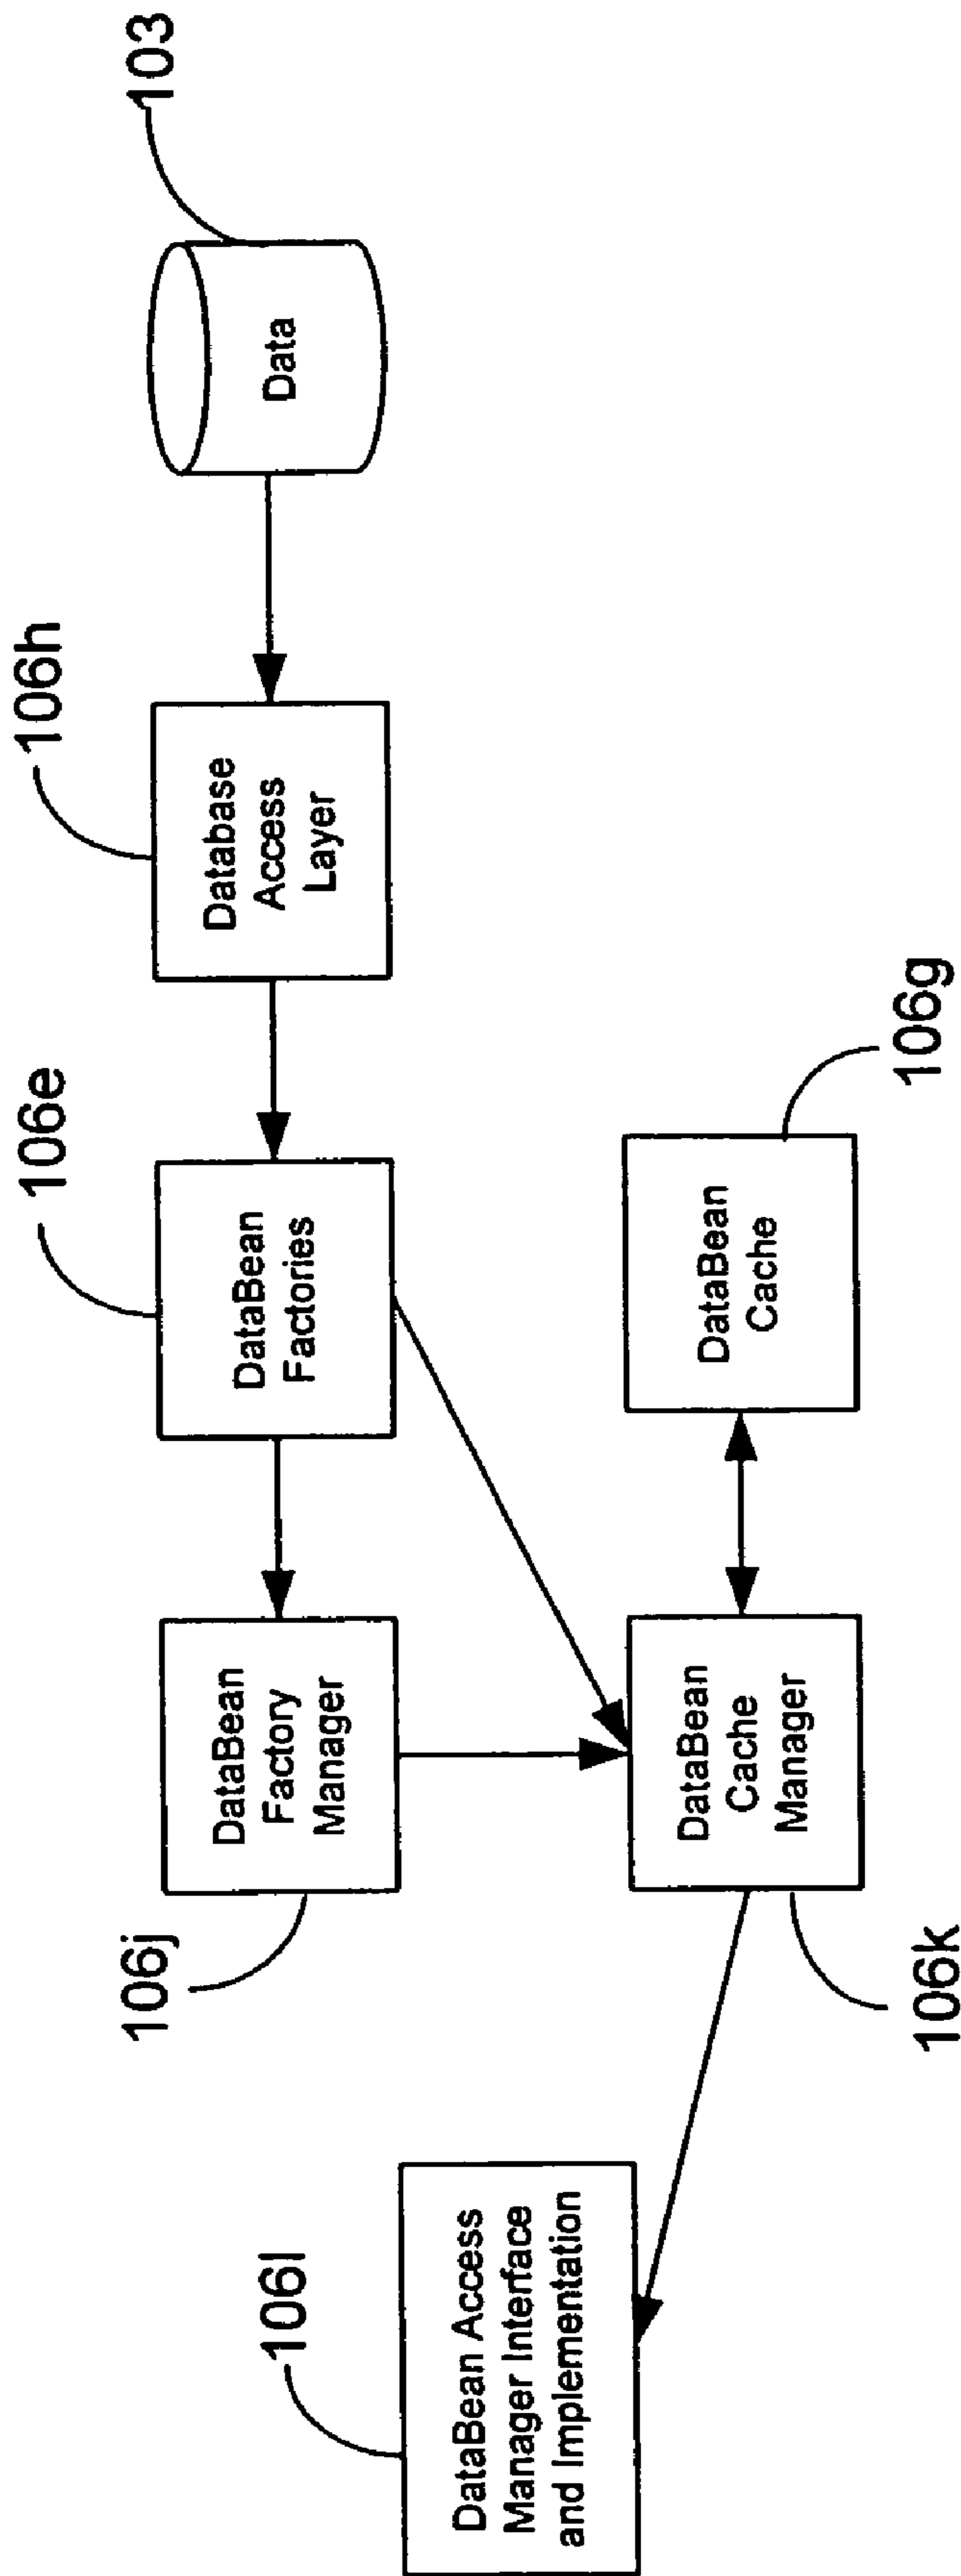 103
Data
106h
Database
Access
Layer
106e
DataBean
Factories
106g
DataBean
Cache
106j
DataBean
Factory
Manager
106k
DataBean
Cache
Manager
106l
DataBean Access
Manager Interface
and Implementation